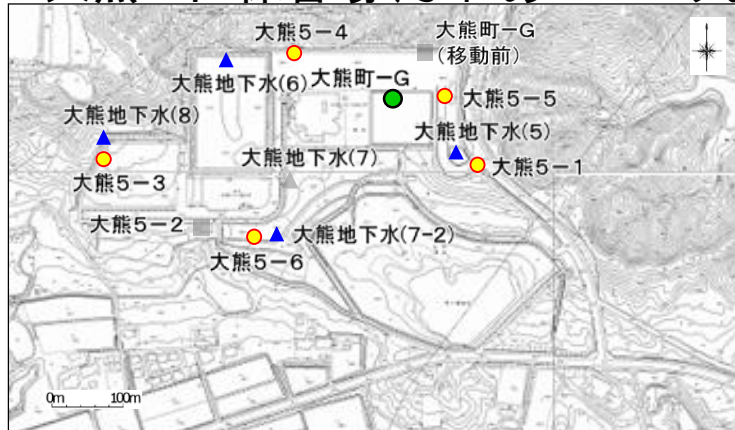 大熊5-4
大熊町-G
(移動前)
大熊地下水(6)
大熊町-G
大熊5-5
大熊地下水(8)
大熊地下水(5)
大熊地下水(7)
大熊5-1
大熊5-3
大熊5-2
大熊地下水(7-2)
大熊5-6
0m 100m